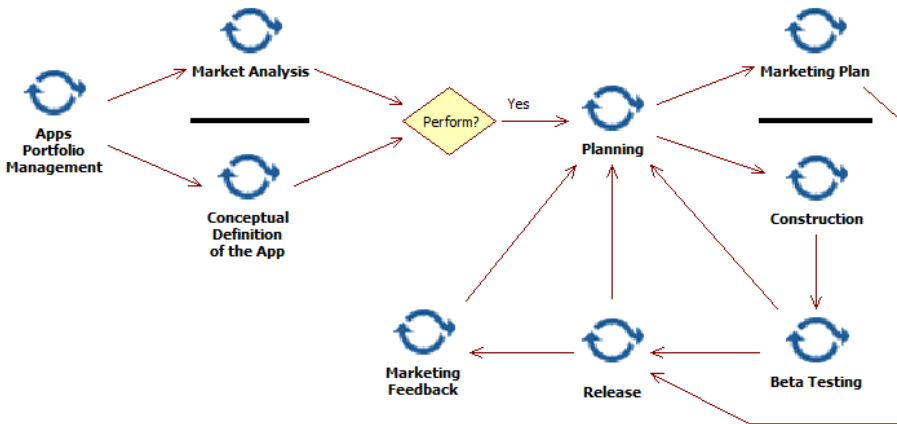 Market Analysis
Marketing Plan
Apps
Portfolio
Management
Perform?
Yes
Planning
Conceptual
Definition
of the App
Construction
Marketing
Feedback
Release
Beta Testing